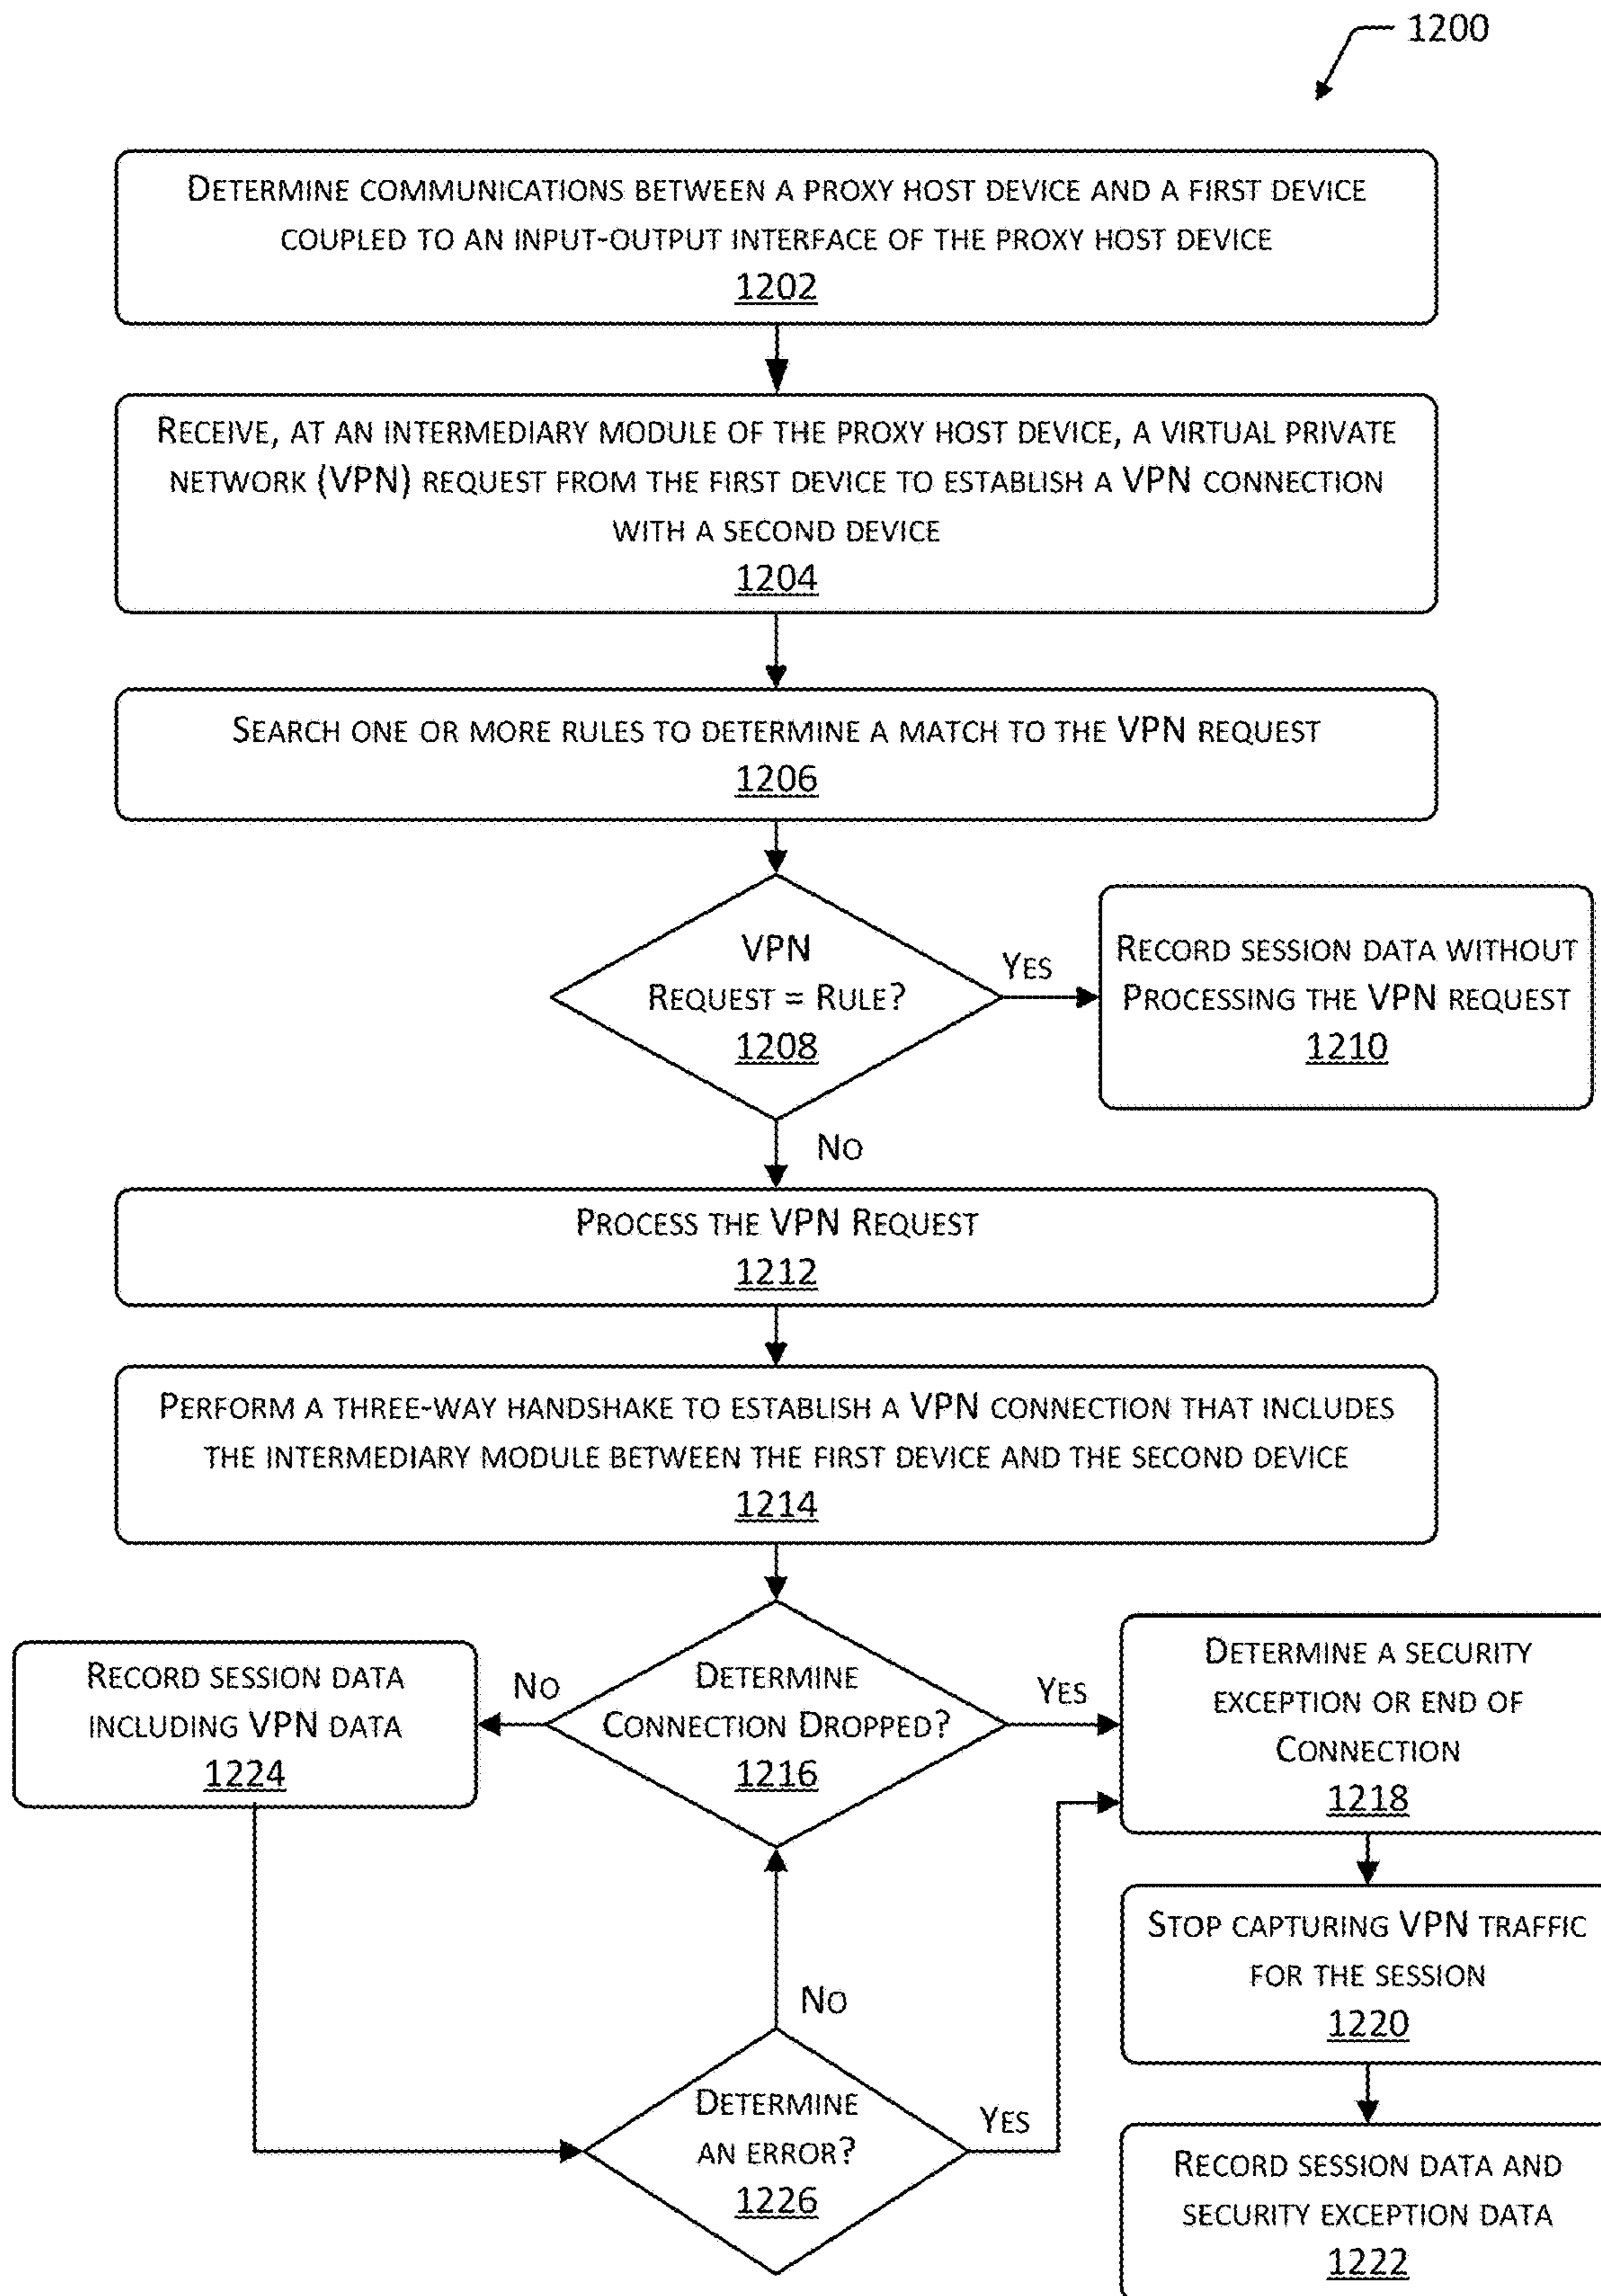 1200
DETERMINE COMMUNICATIONS BETWEEN A PROXY HOST DEVICE AND A FIRST DEVICE
COUPLED TO AN INPUT-OUTPUT INTERFACE OF THE PROXY HOST DEVICE
1202
RECEIVE, AT AN INTERMEDIARY MODULE OF THE PROXY HOST DEVICE, A VIRTUAL PRIVATE
NETWORK (VPN) REQUEST FROM THE FIRST DEVICE TO ESTABLISH A VPN CONNECTION
WITH A SECOND DEVICE
1204
SEARCH ONE OR MORE RULES TO DETERMINE A MATCH TO THE VPN REQUEST
1206
VPN
REQUEST = RULE?
1208
YES
RECORD SESSION DATA WITHOUT
PROCESSING THE VPN REQUEST
1210
NO
PROCESS THE VPN REQUEST
1212
PERFORM A THREE-WAY HANDSHAKE TO ESTABLISH A VPN CONNECTION THAT INCLUDES
THE INTERMEDIARY MODULE BETWEEN THE FIRST DEVICE AND THE SECOND DEVICE
1214
RECORD SESSION DATA
INCLUDING VPN DATA
1224
NO
DETERMINE
CONNECTION DROPPED?
1216
YES
DETERMINE A SECURITY
EXCEPTION OR END OF
CONNECTION
1218
STOP CAPTURING VPN TRAFFIC
FOR THE SESSION
1220
NO
DETERMINE
AN ERROR?
1226
YES
RECORD SESSION DATA AND
SECURITY EXCEPTION DATA
1222